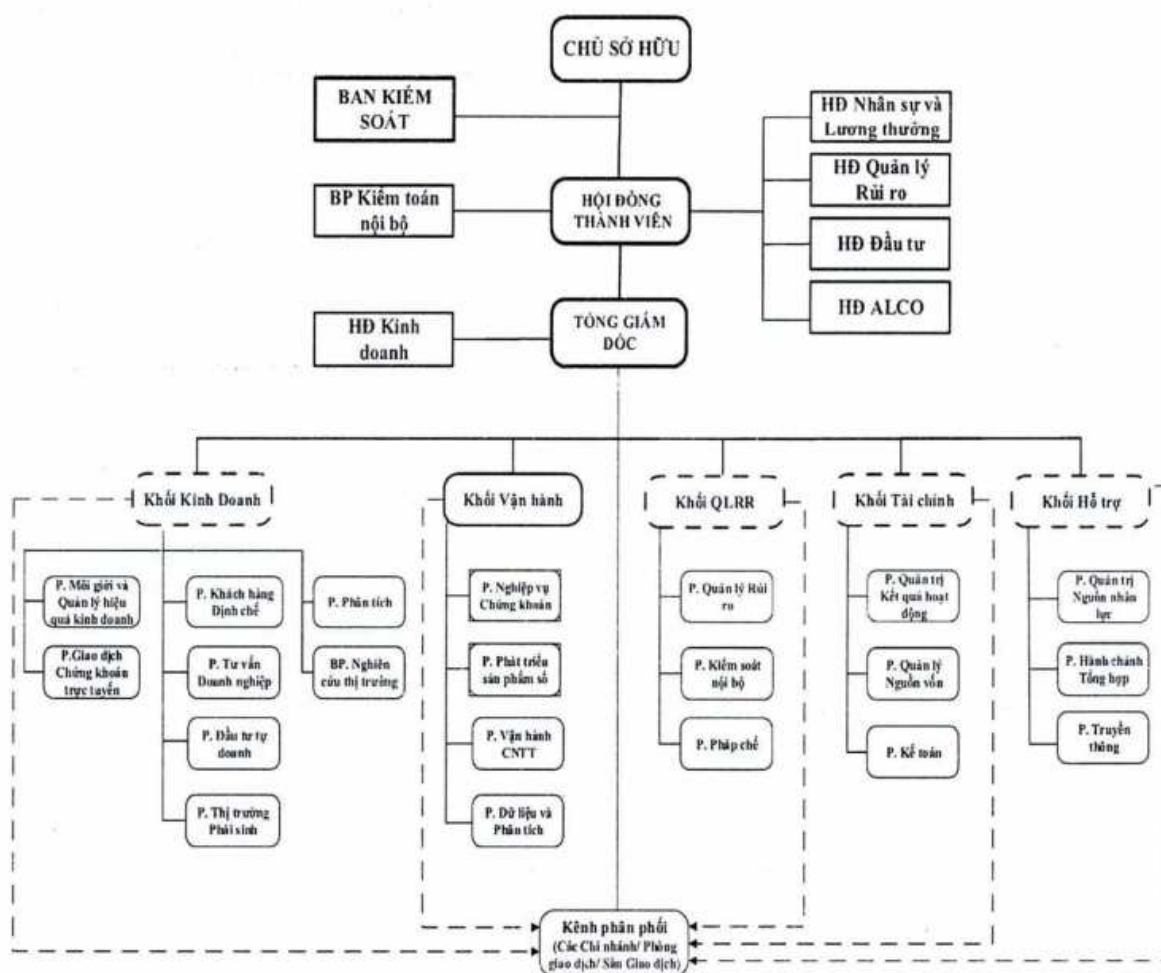 CHỦ SỞ HỮU
BAN KIỂM
SOÁT
HĐ Nhân sự và
Lương thưởng
HĐ Quản lý
Rủi ro
HĐ Đầu tư
HĐ ALCO
BP Kiểm toán
nội bộ
HỘI ĐỒNG
THÀNH VIÊN
HĐ Kinh
doanh
TỔNG GIÁM
ĐỐC
Khối Kinh Doanh
Khối Vận hành
Khối QLRR
Khối Tài chính
Khối Hỗ trợ
P. Môi giới và
Quản lý hiệu
quả kinh doanh
P.Giao dịch
Chứng khoán
trực tuyến
P. Khách hàng
Định chế
P. Tư vấn
Doanh nghiệp
P. Đầu tư tự
doanh
P. Thị trường
Phái sinh
P. Phân tích
BP. Nghiên
cứu thị trường
P. Nghiệp vụ
Chứng khoán
P. Phát triển
sản phẩm số
P. Vận hành
CNTT
P. Dữ liệu và
Phân tích
P. Quản lý Rủi
ro
P. Kiểm soát
nội bộ
P. Pháp chế
P. Quản trị
Kết quả hoạt
động
P. Quản lý
Nguồn vốn
P. Kế toán
P. Quản trị
Nguồn nhân
lực
P. Hành chánh
Tổng hợp
P. Truyền
thông
Kênh phân phối
(Các Chi nhánh/ Phòng
giao dịch/ Sàn Giao dịch)